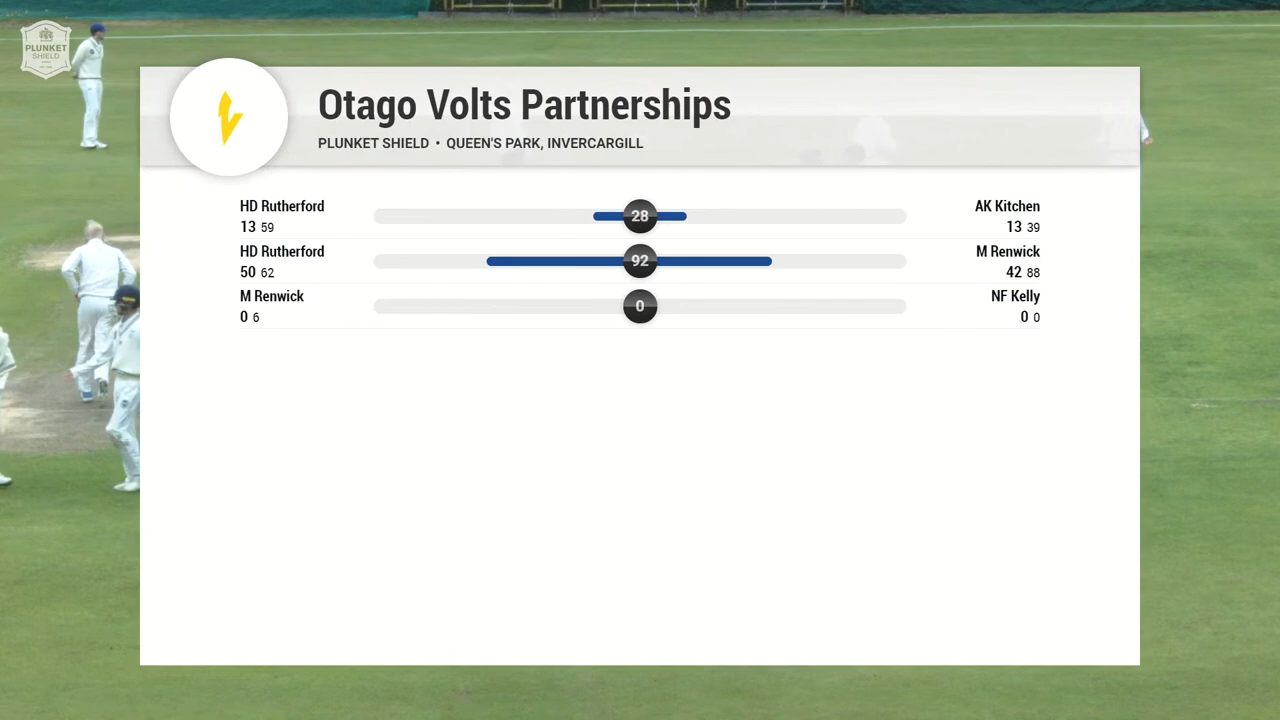 PLUNKET
SHIELD
Otago Volts Partnerships
PLUNKET SHIELD • QUEEN'S PARK, INVERCARGILL
HD Rutherford 28 AK Kitchen
13 59 13 39
HD Rutherford 92 M Renwick
50 62 42 88
M Renwick 0 NF Kelly
0 6 0 0